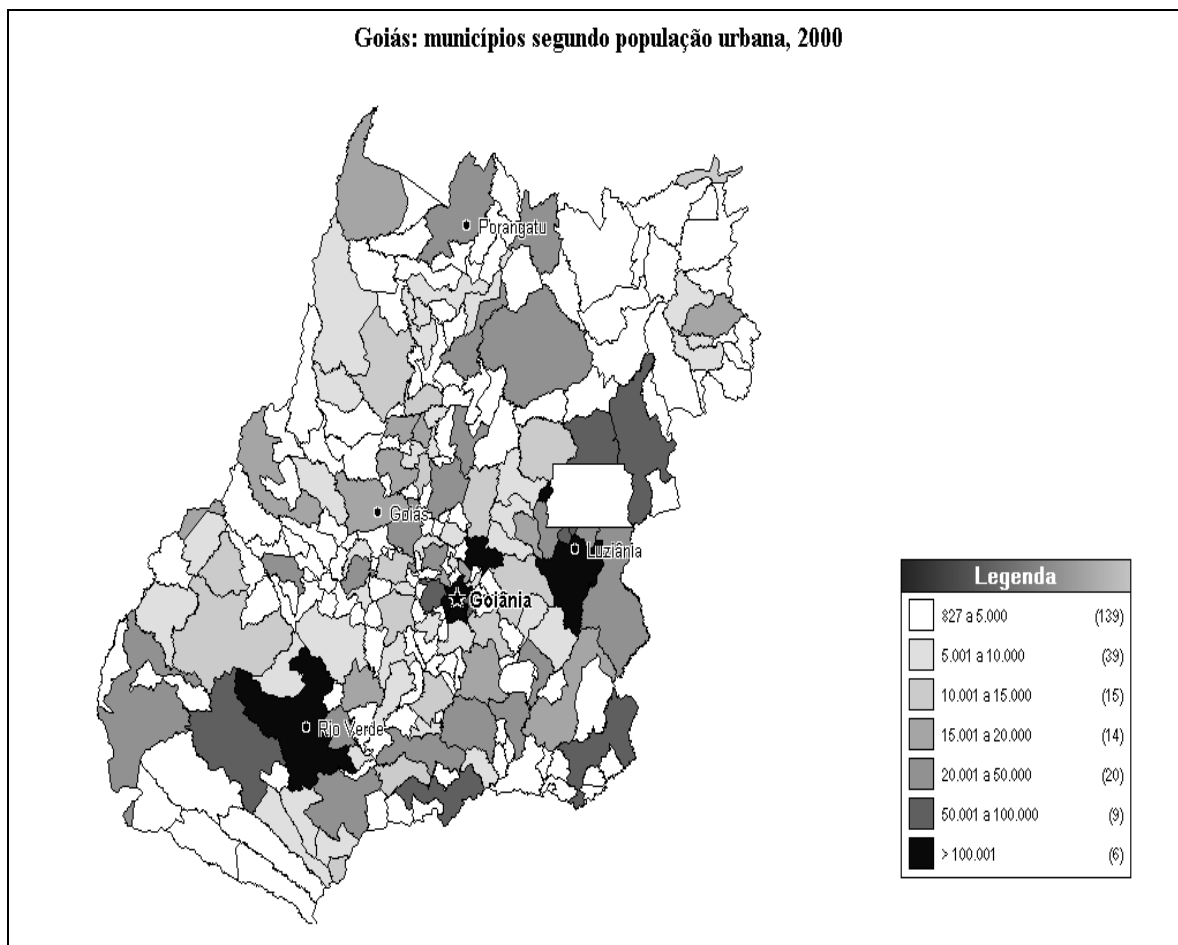 Goiás: municípios segundo população urbana, 2000
Porangatu
Goiás
Luziânia
Goiânia
Rio Verde
Legenda
827 a 5.000 (139)
5.001 a 10.000 (39)
10.001 a 15.000 (15)
15.001 a 20.000 (14)
20.001 a 50.000 (20)
50.001 a 100.000 (9)
> 100.001 (6)